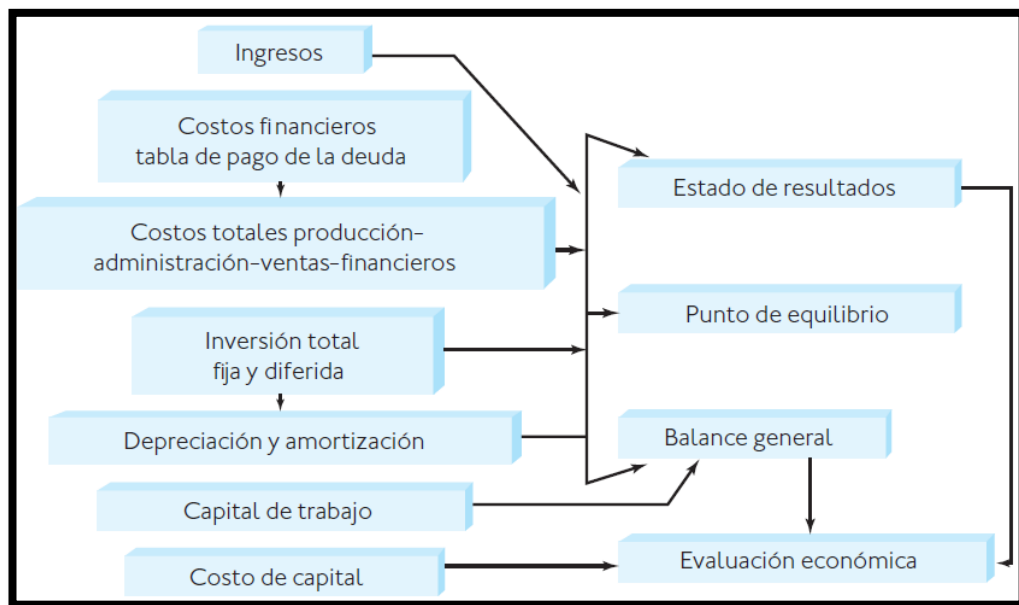 Ingresos
Costos financieros
tabla de pago de la deuda
Costos totales producción-
administración-ventas-financieros
Inversión total
fija y diferida
Depreciación y amortización
Capital de trabajo
Costo de capital
Estado de resultados
Punto de equilibrio
Balance general
Evaluación económica